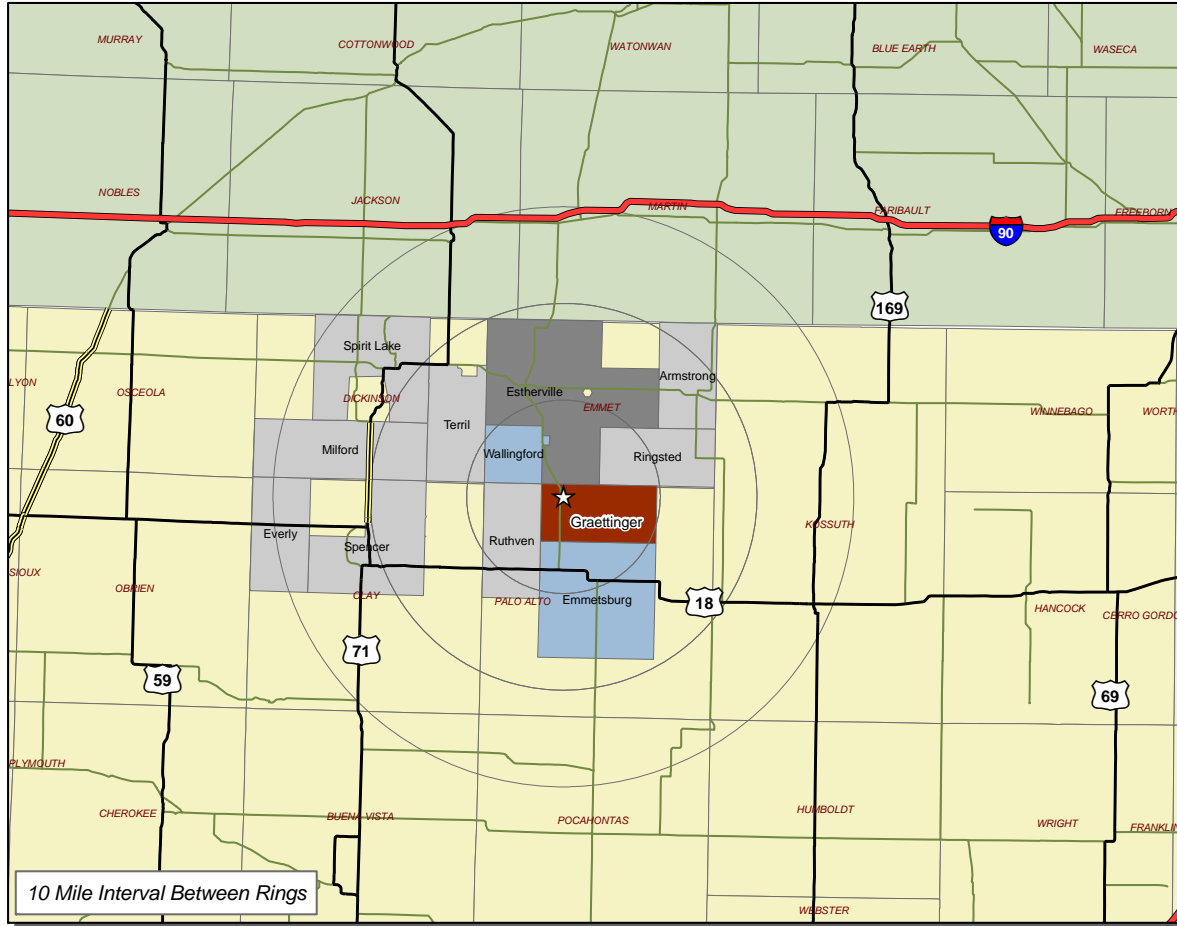 MURRAY
COTTONWOOD
WATONWAN
BLUE EARTH
WASECA
NOBLES
JACKSON
MARTIN
FARIBAULT
FREEBORN
90
169
Spirit Lake
LYON
OSCEOLA
DICKINSON
Estherville
EMMET
Armstrong
WINNEBAGO
WORTH
60
Terril
Milford
Wallingford
Ringsted
Graettinger
KOSSUTH
Everly
Spencer
Ruthven
SIOUX
OBRIEN
CLAY
PALO ALTO
Emmetsburg
18
HANCOCK
CERRO GORDO
71
59
69
PLYMOUTH
CHEROKEE
BUENA VISTA
POCAHONTAS
HUMBOLDT
WRIGHT
FRANKLIN
10 Mile Interval Between Rings
WEBSTER